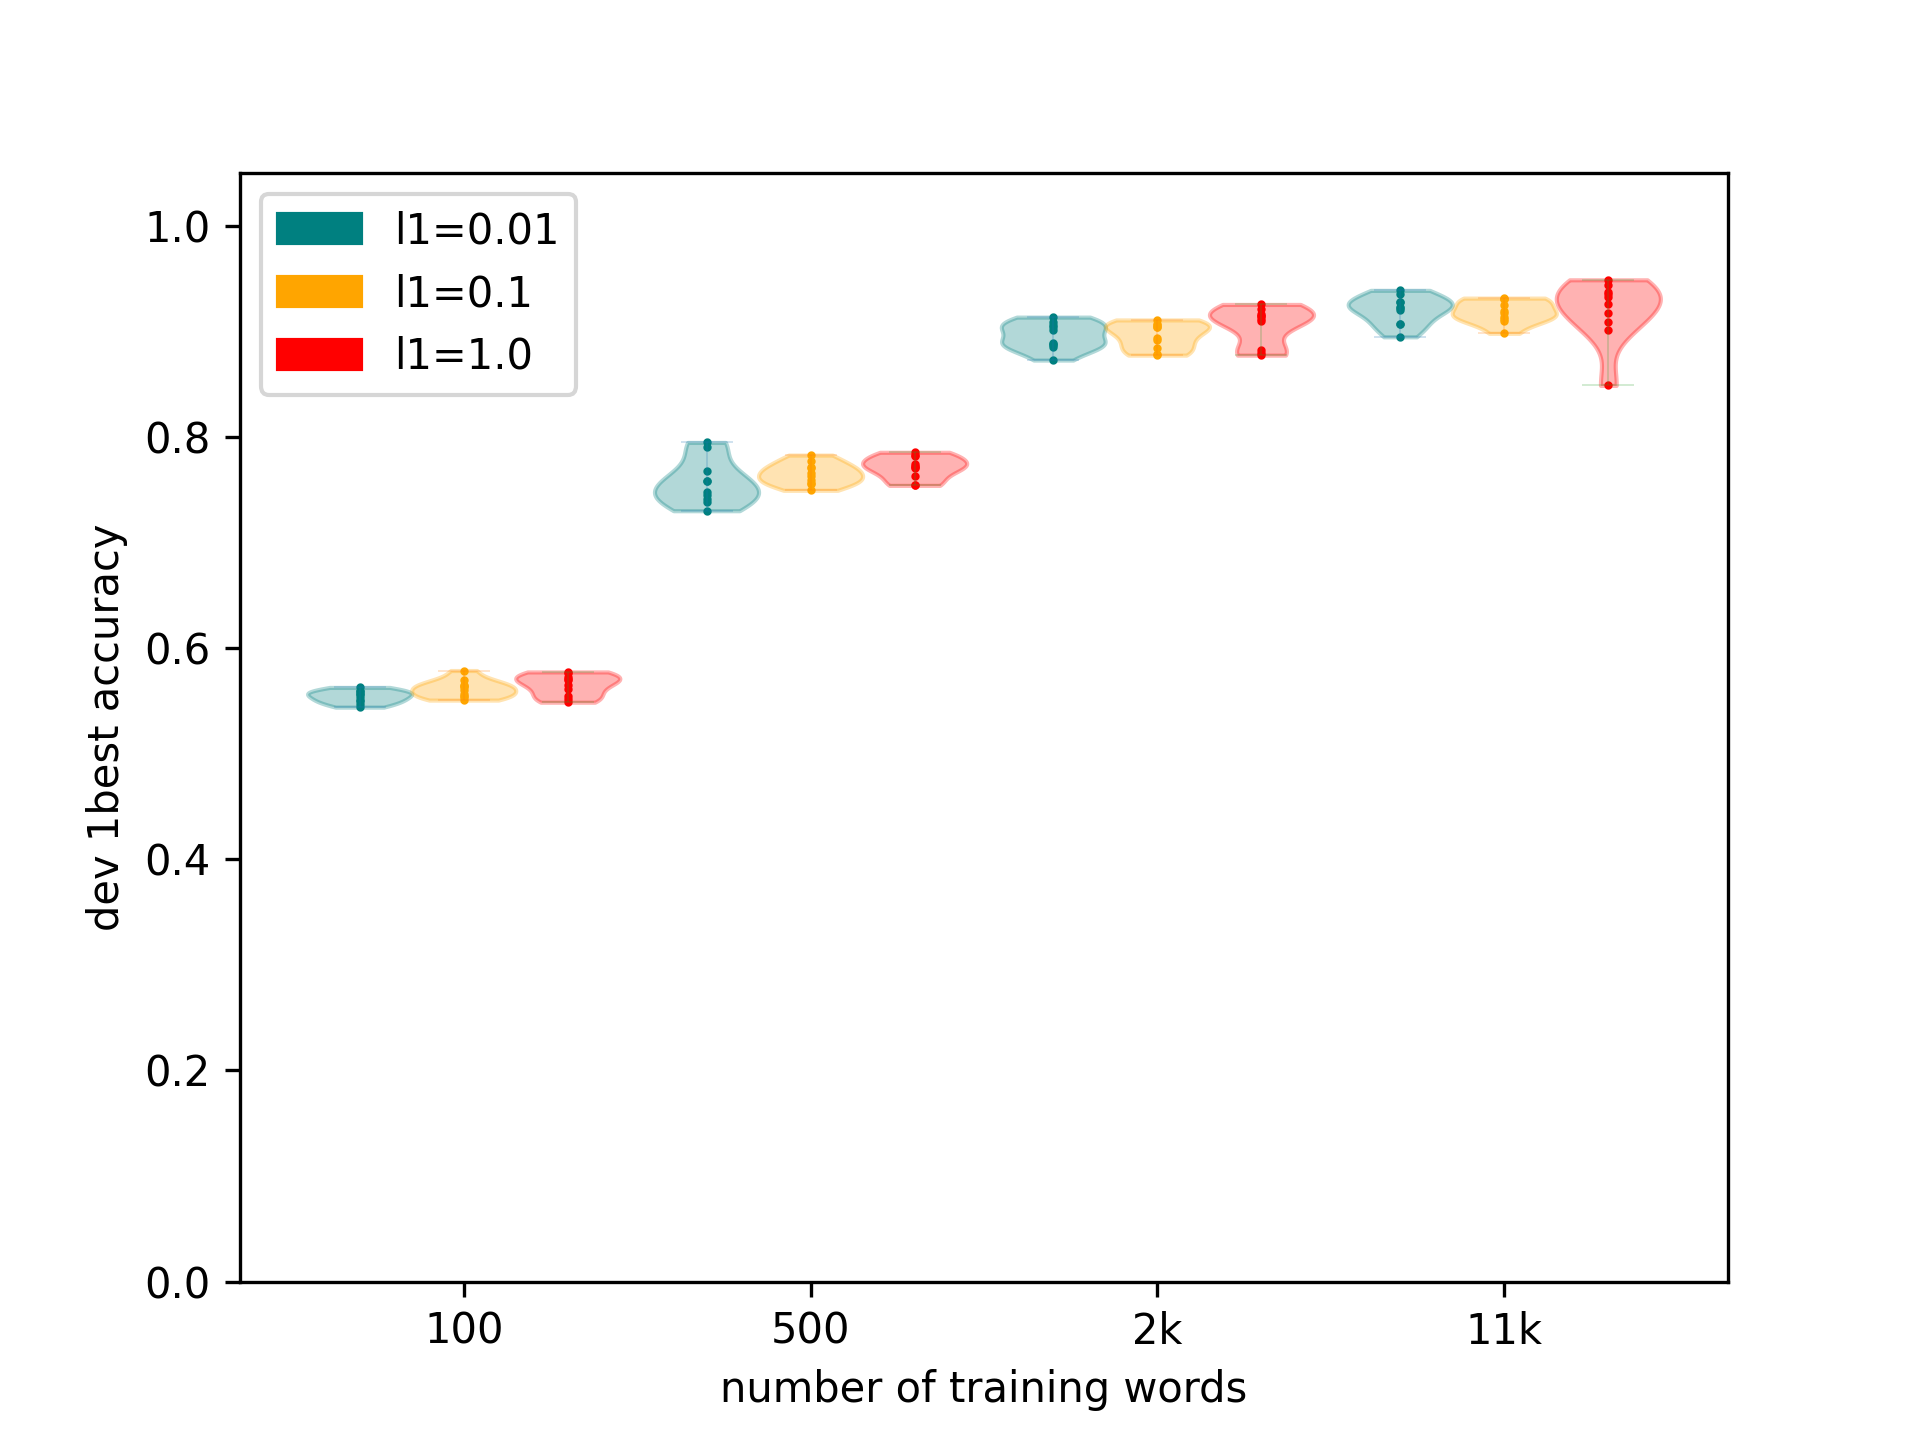 l1=0.01
l1=0.1
l1=1.0
1.0
0.8
0.6
0.4
0.2
0.0
dev 1best accuracy
100 500 2k 11k
number of training words